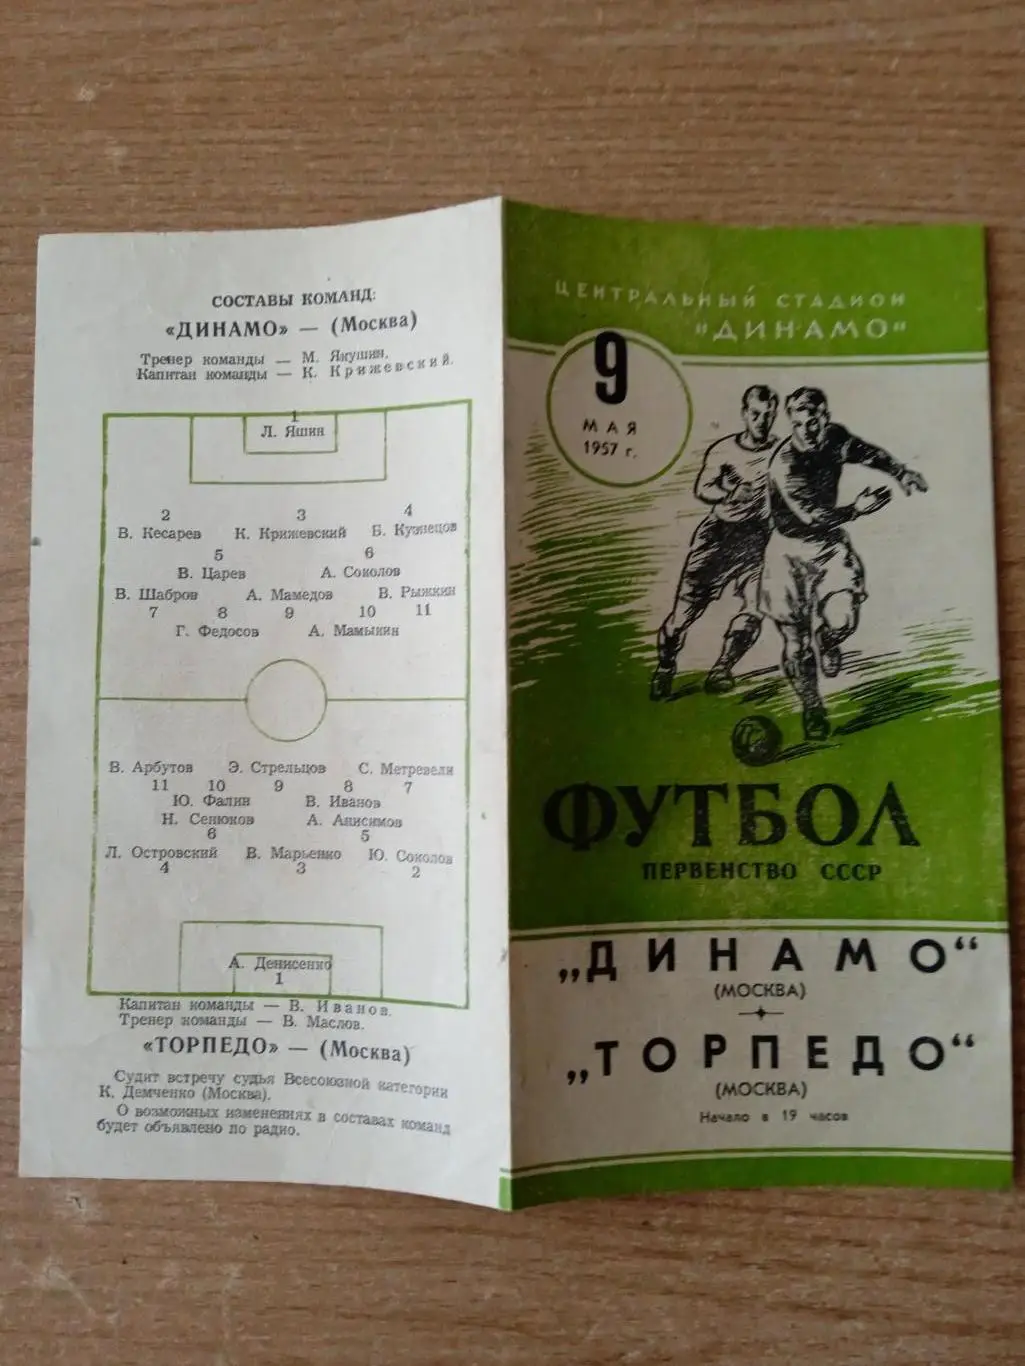 СОСТАВЫ КОМАНД:
«ДИНАМО» — (Москва)
Тренер команды — М. Якушин.
Капитан команды — К. Крижевский.
1
Л. Яшин
2 3 4
В. Кесарев К. Крижевский Б. Кузнецов
5 6
В. Царев А. Соколов
В. Шабров А. Мамедов В. Рыжкин
7 8 9 10 11
Г. Федосов А. Мамыкин
В. Арбутов Э. Стрельцов С. Метревели
11 10 9 8 7
Ю. Фалин В. Иванов
Н. Сенюков А. Анисимов
6 5
Л. Островский В. Марьенко Ю. Соколов
4 3 2
А. Денисенко
1
Капитан команды — В. Иванов.
Тренер команды — В. Маслов.
«ТОРПЕДО» — (Москва)
Судит встречу судья Всесоюзной категории
К. Демченко (Москва).
О возможных изменениях в составах команд
будет объявлено по радио.
ЦЕНТРАЛЬНЫЙ СТАДИОН
„ДИНАМО“
9
МАЯ
1957 г.
ФУТБОЛ
ПЕРВЕНСТВО СССР
„ДИНАМО“
(МОСКВА)
„ТОРПЕДО“
(МОСКВА)
Начало в 19 часов